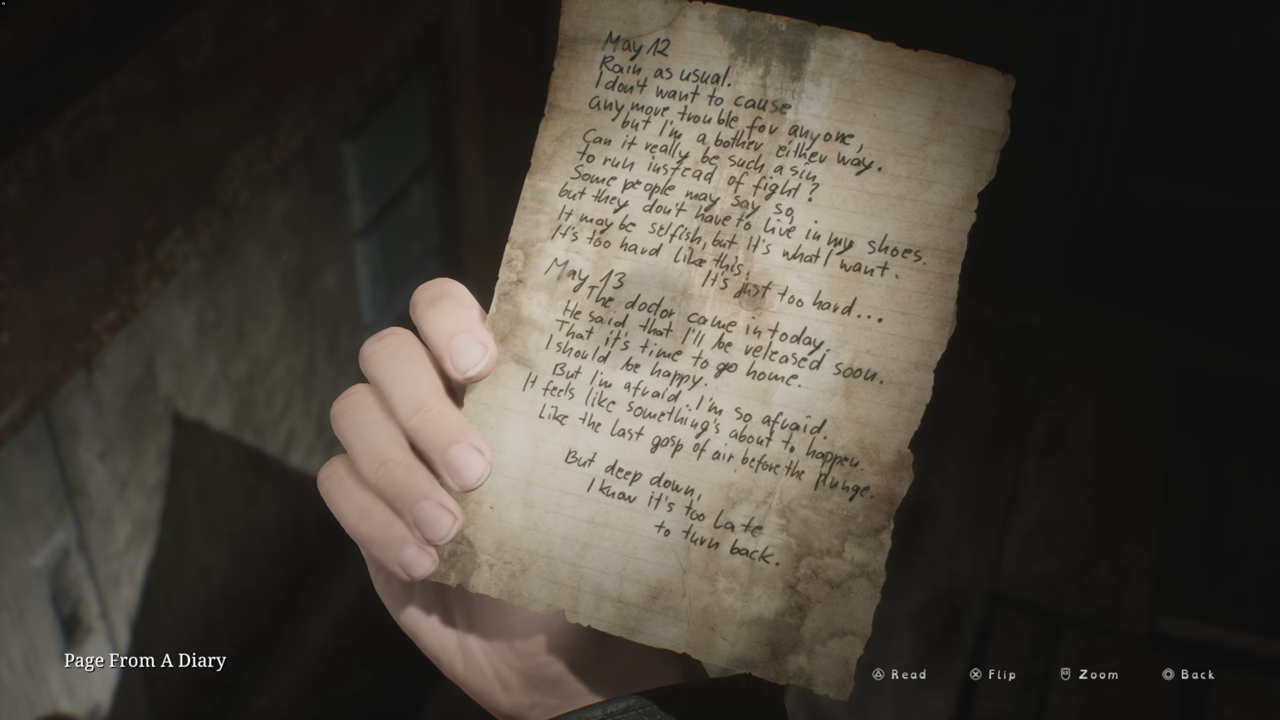 May 12
Rain as usual.
I don't want to cause
any more trouble for anyone,
but I'm a bother either way.
Can it really be such a sin
to run instead of fight?
Some people may say so,
but they don't have to live in my shoes.
It may be selfish, but it's what I want.
It's too hard like this.
It's just too hard...
May 13
The doctor came in today.
He said that I'll be released soon.
That it's time to go home.
I should be happy.
But I'm afraid. I'm so afraid.
It feels like something's about to happen.
Like the last gasp of air before the plunge.
But deep down,
I know it's too late
to turn back.
Page From A Diary
Read
Flip
Zoom
Back